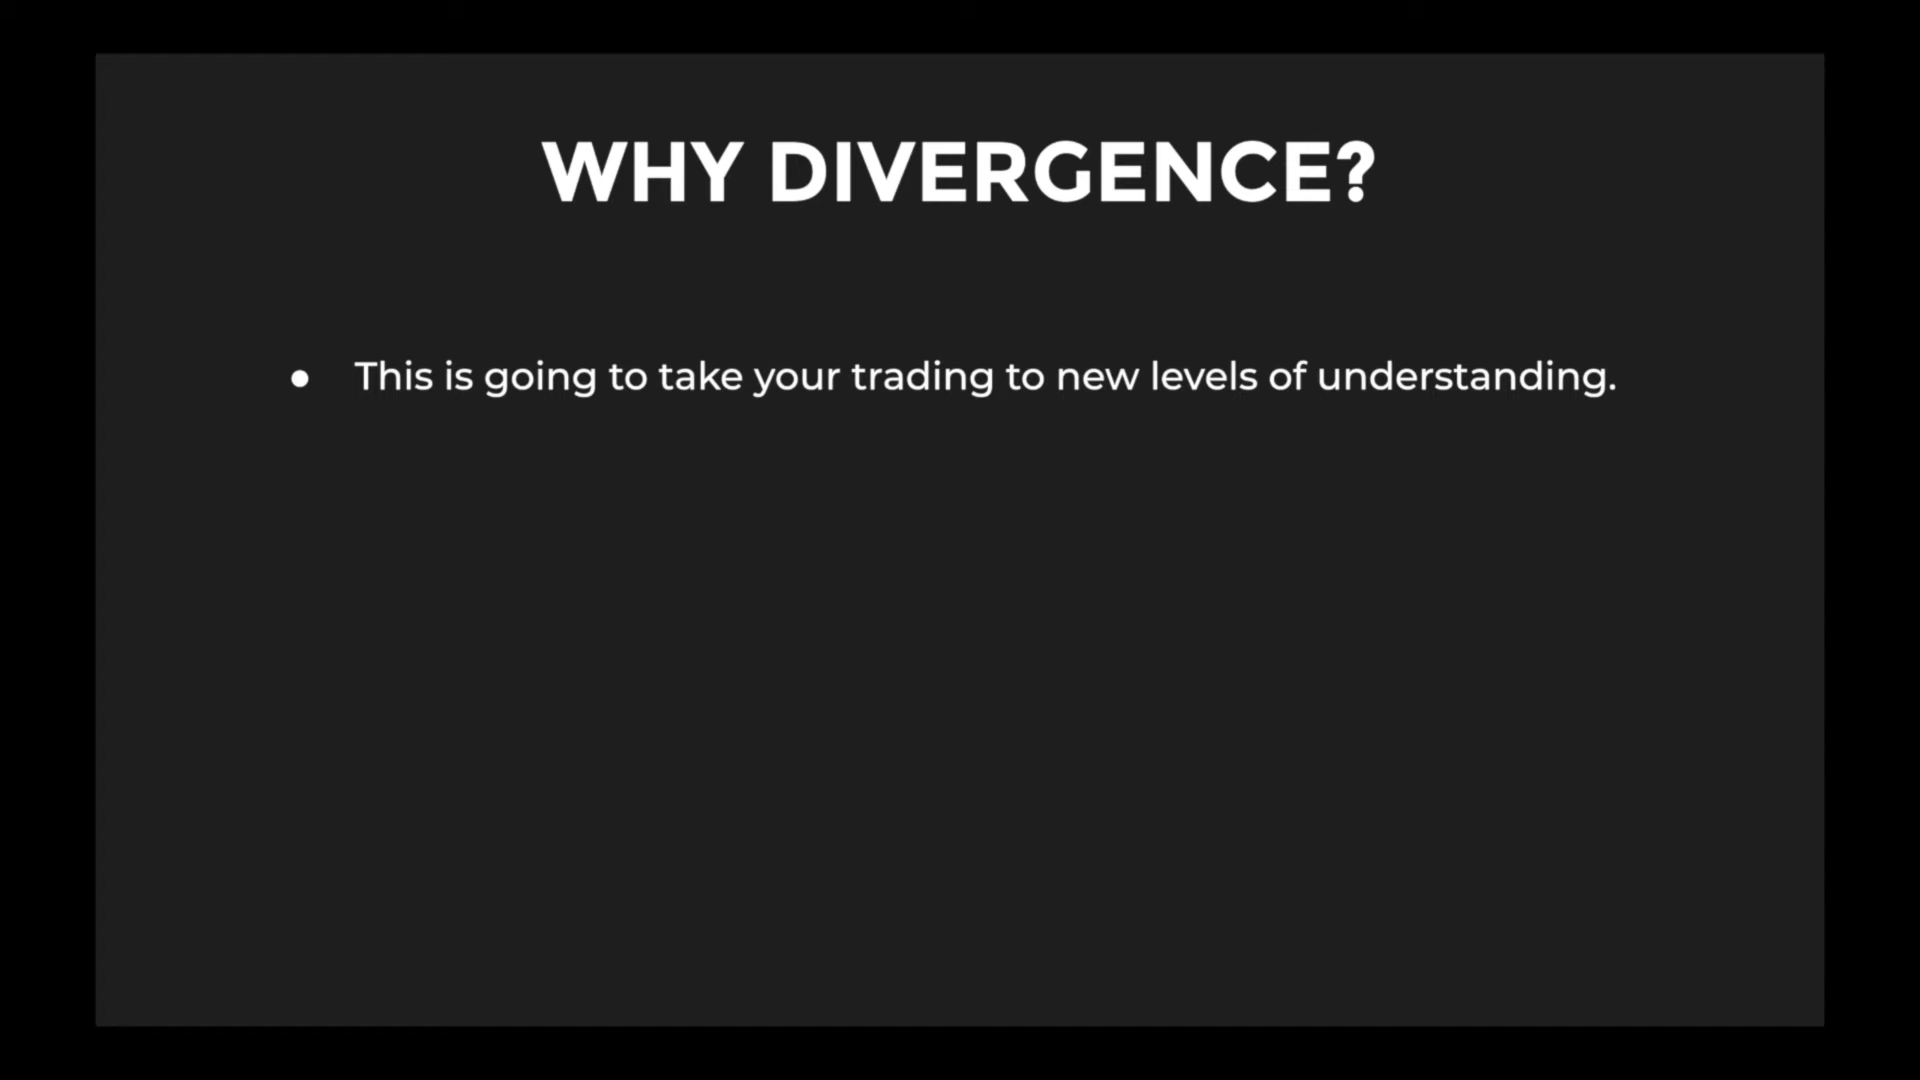 WHY DIVERGENCE?
● This is going to take your trading to new levels of understanding.